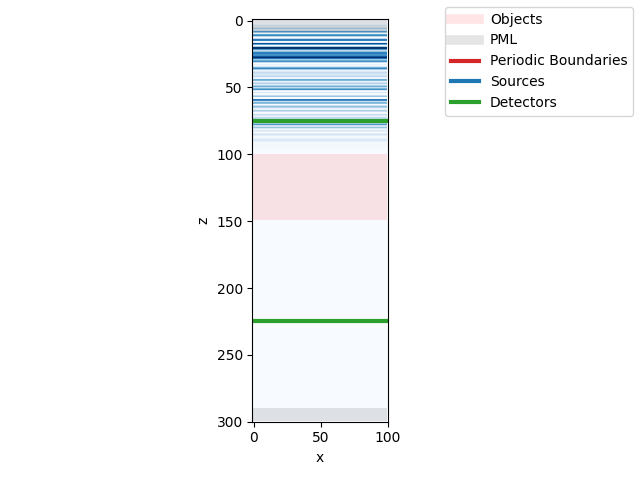 Objects
PML
Periodic Boundaries
Sources
Detectors
0
50
100
150
200
250
300
z
0 50 100
x